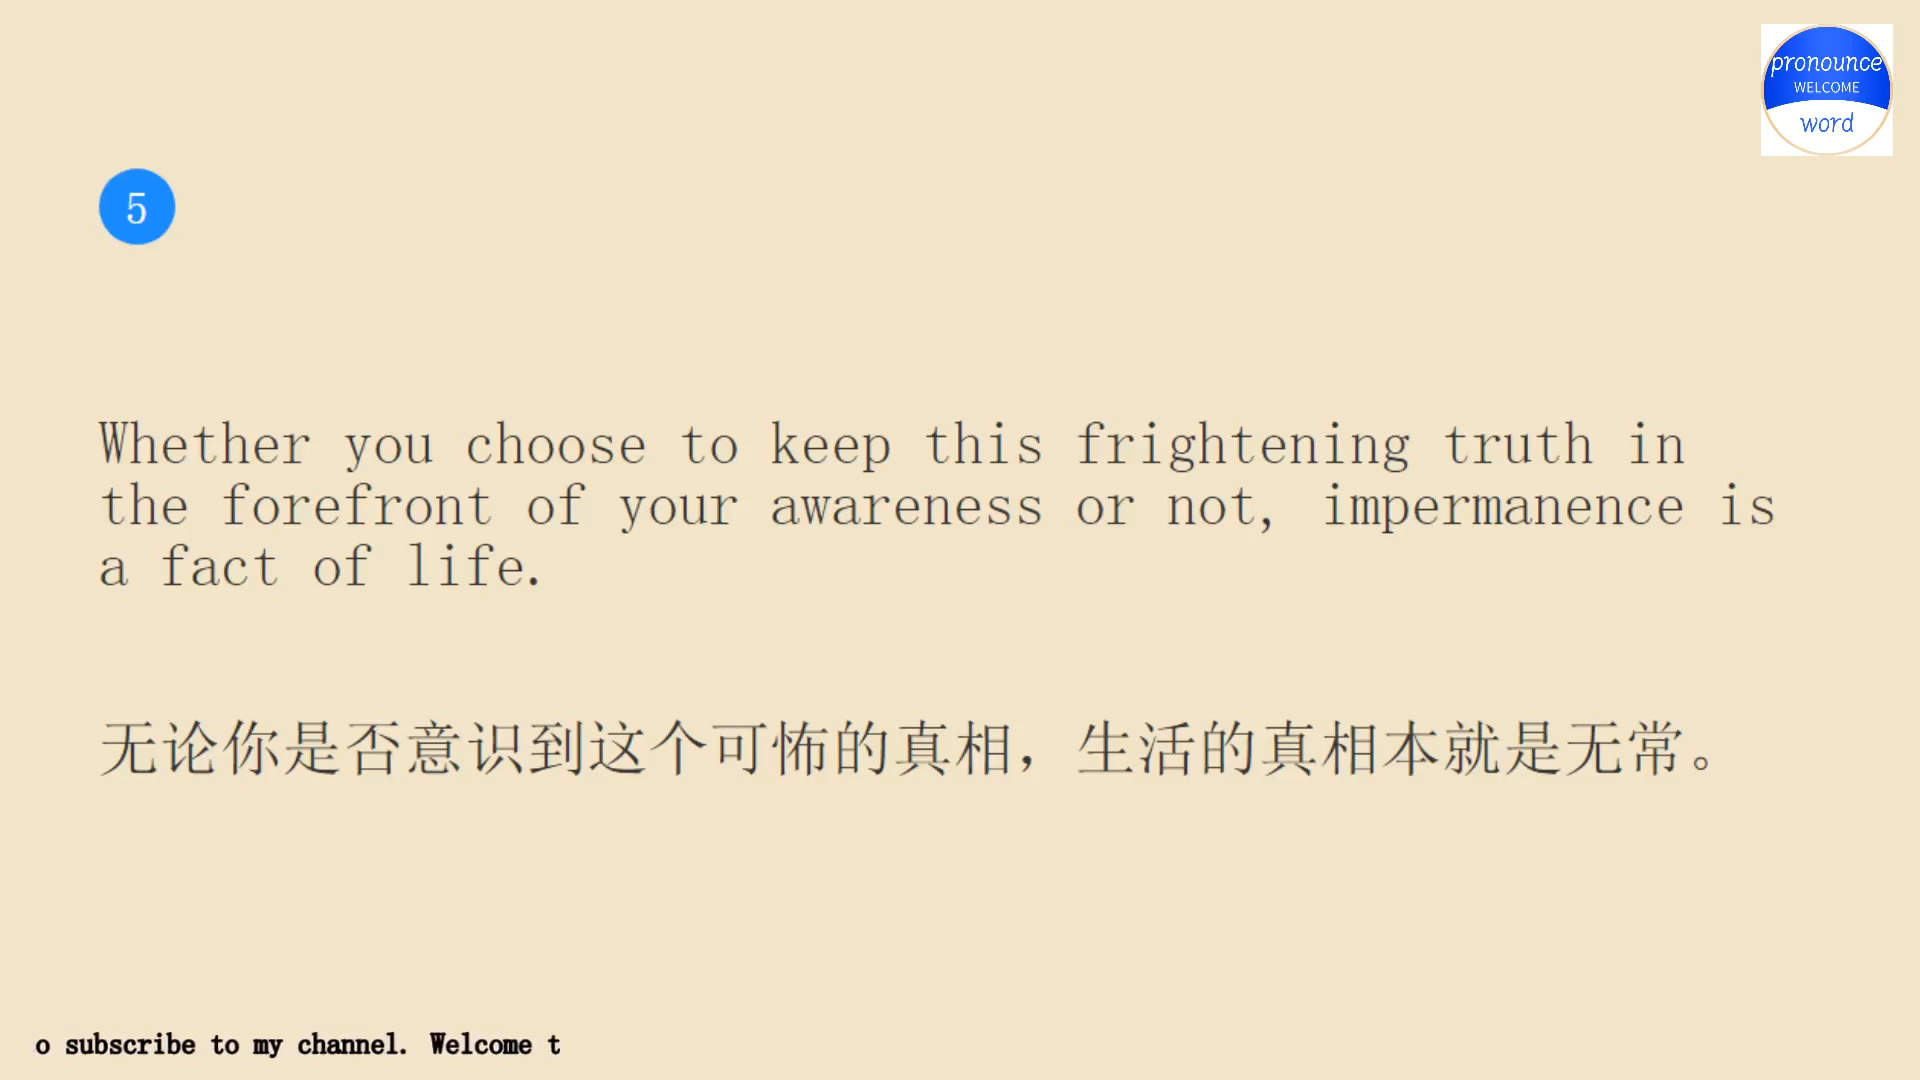 pronounce
WELCOME
word
5
Whether you choose to keep this frightening truth in
the forefront of your awareness or not, impermanence is
a fact of life.
无论你是否意识到这个可怖的真相，生活的真相本就是无常。
o subscribe to my channel. Welcome t